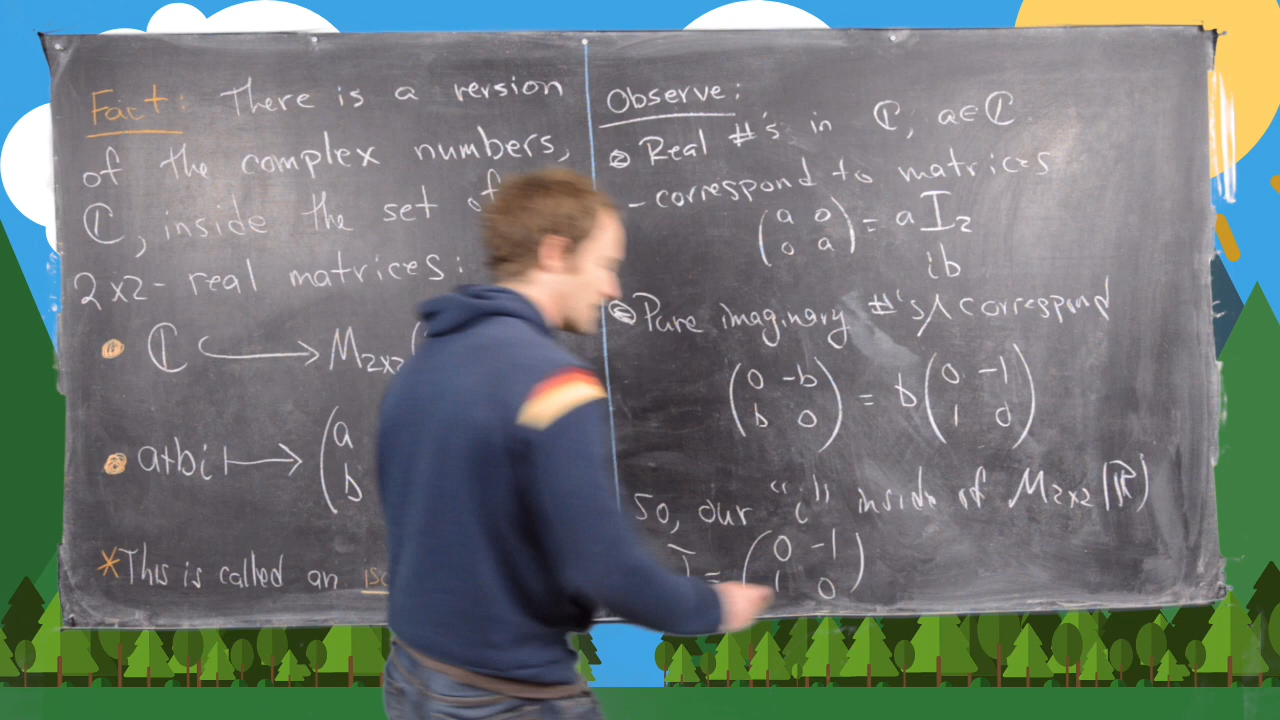 Fact: There is a version
of the complex numbers,
ℂ, inside the set of
2x2- real matrices:
• ℂ ↪ M₂ₓ₂(
• a+bi ↦ (a
b
*This is called an
Observe:
• Real #'s in ℂ, a∈ℂ
- correspond to matrices
(a 0
0 a) = a I₂
ib
• Pure imaginary #'s ∧ correspond
(0 -b
b 0) = b (0 -1
1 0)
So, our "i" inside of M₂ₓ₂(ℝ)
= (0 -1
1 0)